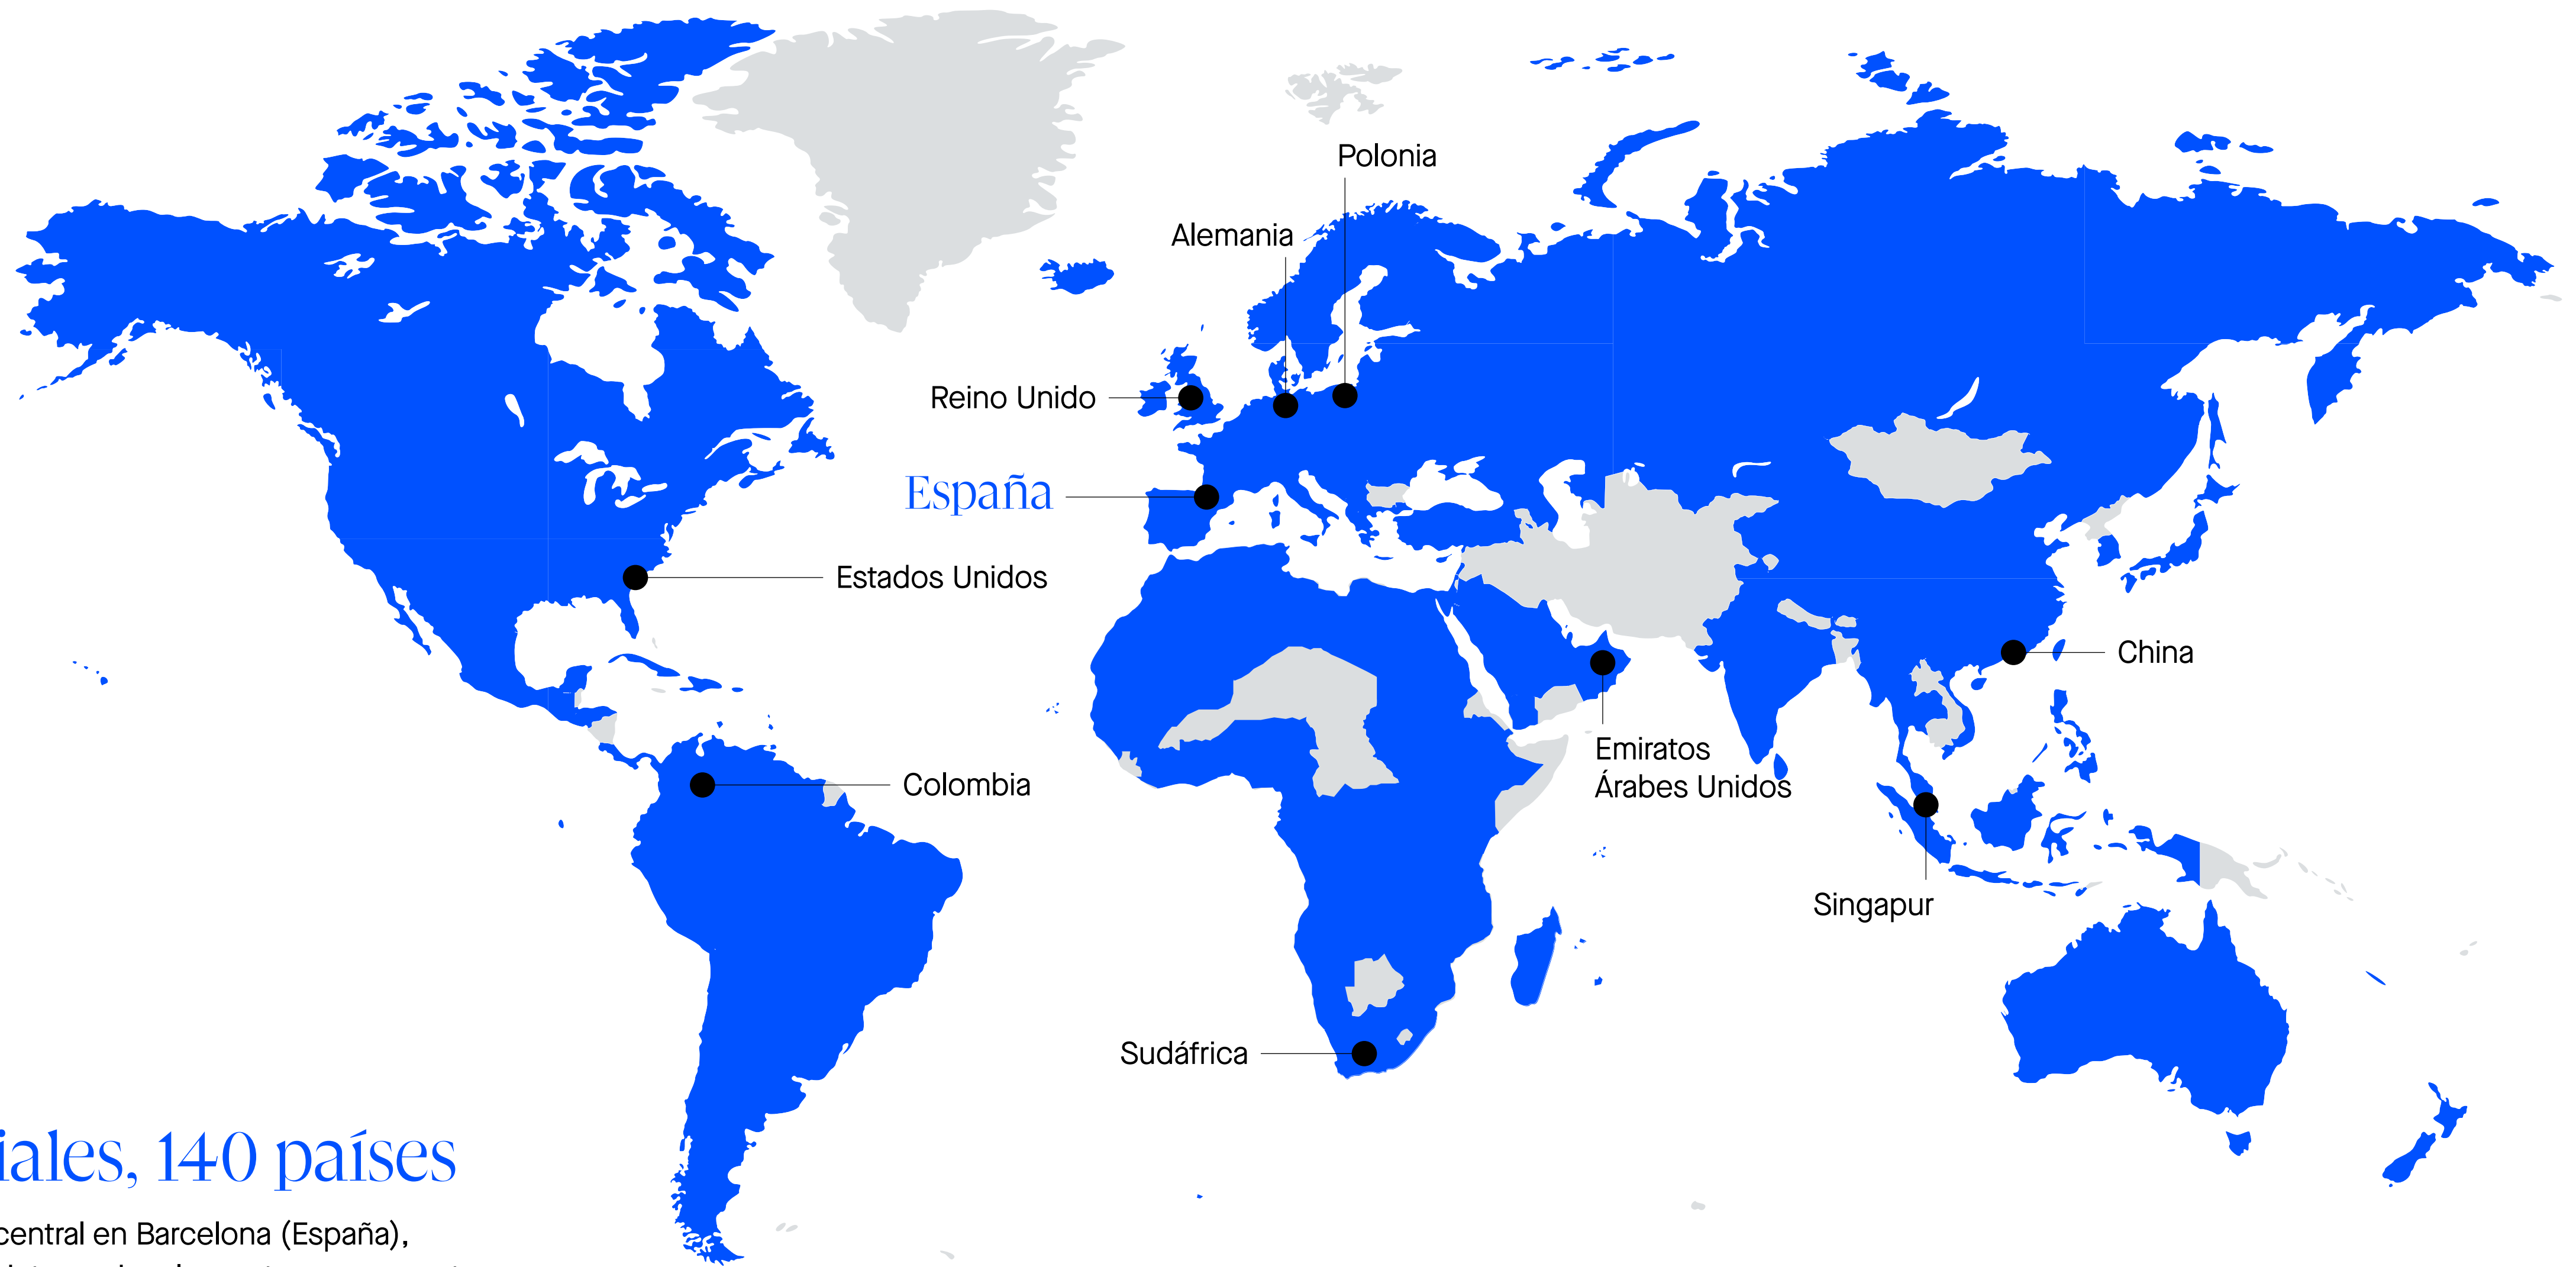 Polonia
Alemania
Reino Unido
España
Estados Unidos
China
Emiratos
Árabes Unidos
Colombia
Singapur
Sudáfrica
140 países
central en Barcelona (España),